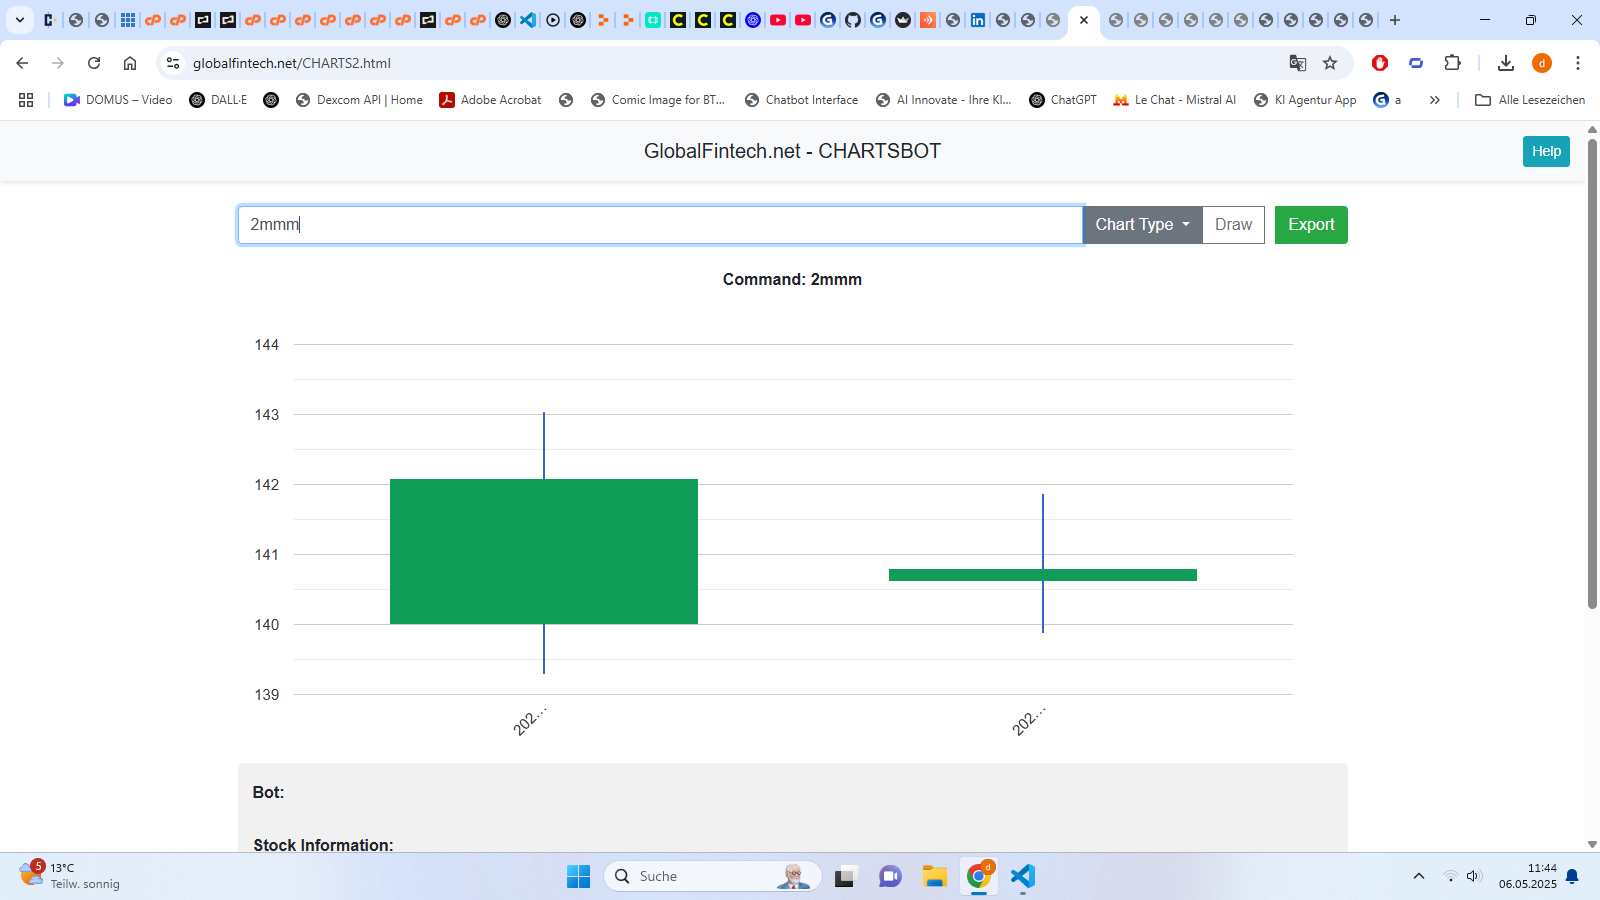 globalfintech.net/CHARTS2.html
d
DOMUS – Video
DALL·E
Dexcom API | Home
Adobe Acrobat
Comic Image for BT...
Chatbot Interface
AI Innovate - Ihre KI...
ChatGPT
Le Chat - Mistral AI
KI Agentur App
a
»
Alle Lesezeichen
GlobalFintech.net - CHARTSBOT
Help
2mmm
Chart Type
Draw
Export
Command: 2mmm
144
143
142
141
140
139
202...
202...
Bot:
Stock Information:
5
13°C
Teilw. sonnig
Suche
d
11:44
06.05.2025